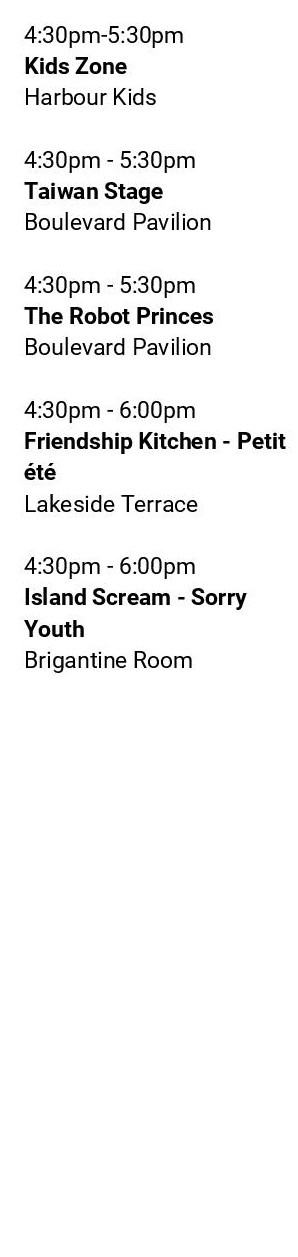 4:30pm-5:30pm
Kids Zone
Harbour Kids
4:30pm - 5:30pm
Taiwan Stage
Boulevard Pavilion
4:30pm - 5:30pm
The Robot Princes
Boulevard Pavilion
4:30pm - 6:00pm
Friendship Kitchen - Petit
été
Lakeside Terrace
4:30pm - 6:00pm
Island Scream - Sorry
Youth
Brigantine Room